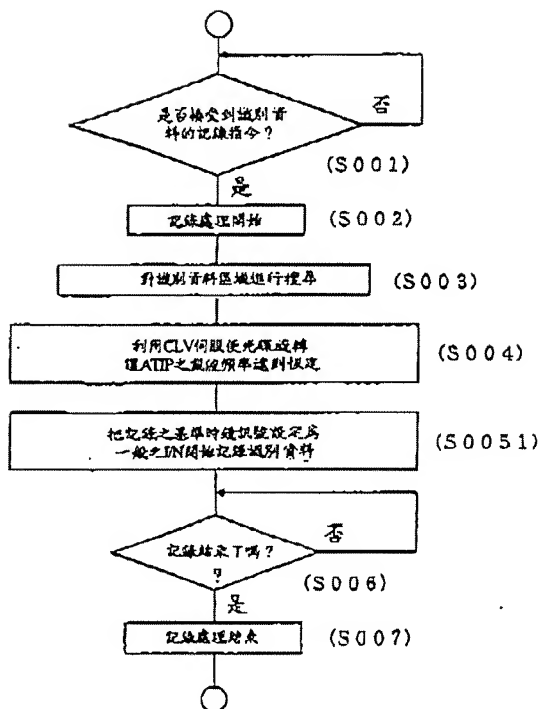 是否接受到識別資
料的記錄指令？
否
(S001)
是
記錄處理開始
(S002)
對識別資料區域進行搜尋
(S003)
利用CLV伺服使光碟旋轉
讓ATIP之載波頻率達到恆定
(S004)
把記錄之基準時鐘訊號設定爲
一般之1/N開始記錄識別資料
(S0051)
否
記錄結束了嗎？
？
(S006)
是
記錄處理結束
(S007)